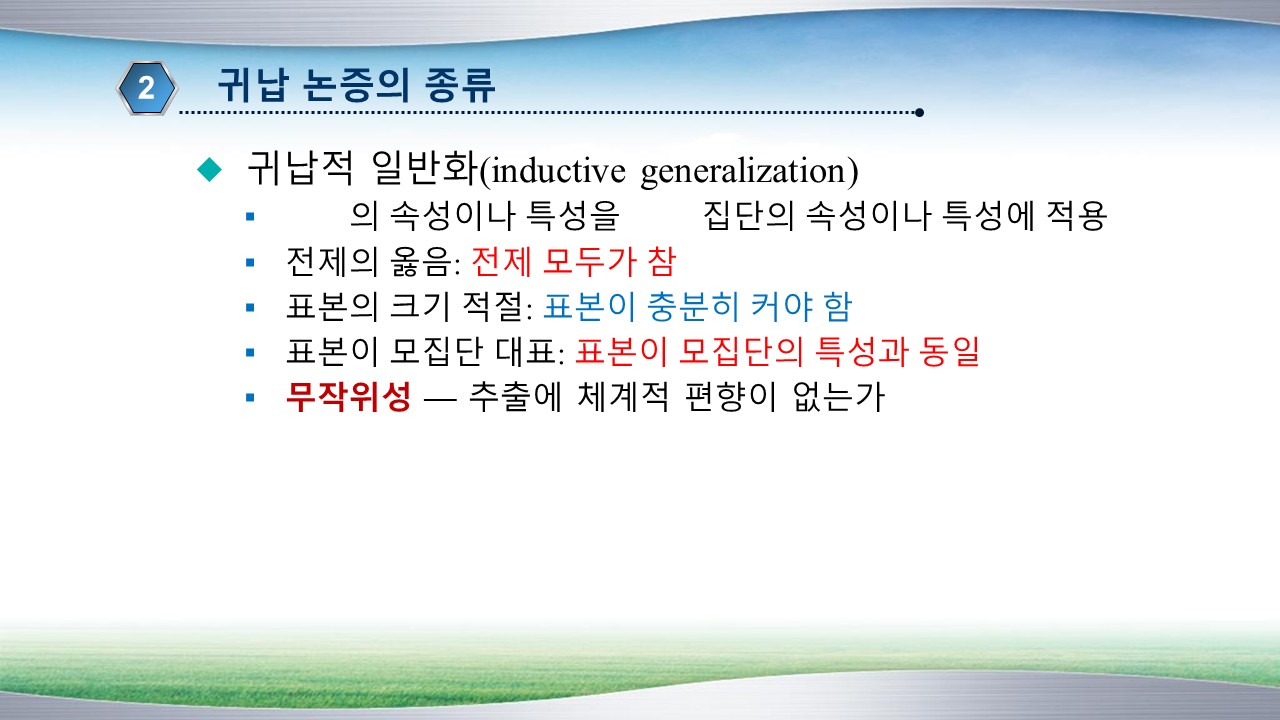 2 귀납 논증의 종류
귀납적 일반화(inductive generalization)
의 속성이나 특성을 집단의 속성이나 특성에 적용
전제의 옳음: 전제 모두가 참
표본의 크기 적절: 표본이 충분히 커야 함
표본이 모집단 대표: 표본이 모집단의 특성과 동일
무작위성 — 추출에 체계적 편향이 없는가